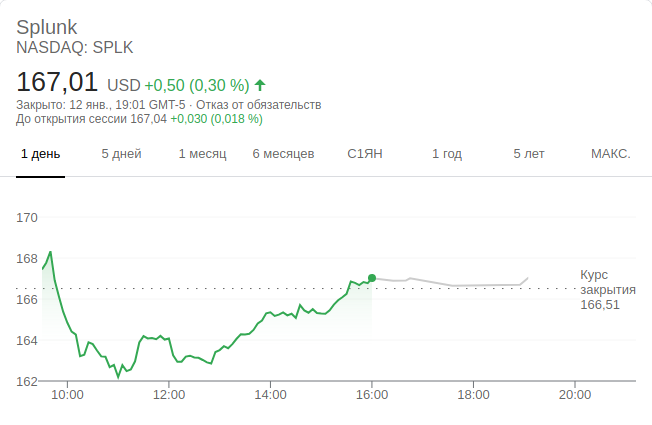 Splunk
NASDAQ: SPLK
167,01 USD +0,50 (0,30 %)
Закрыто: 12 янв., 19:01 GMT-5 · Отказ от обязательств
До открытия сессии 167,04 +0,030 (0,018 %)
1 день 5 дней 1 месяц 6 месяцев С1ЯН 1 год 5 лет МАКС.
170
168
Курс
закрытия
166,51
166
164
162
10:00 12:00 14:00 16:00 18:00 20:00